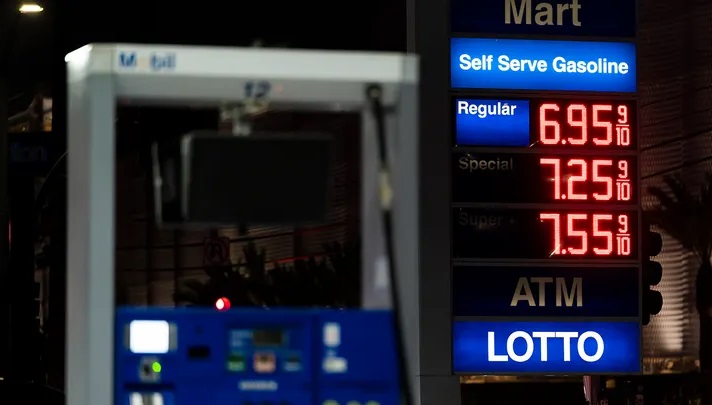 Mart
Self Serve Gasoline
Regular 6.95 9/10
Special 7.25 9/10
Super+ 7.55 9/10
ATM
LOTTO
Mobil
12